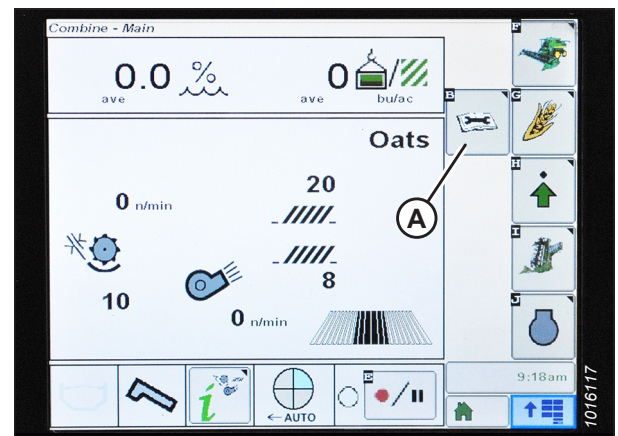 Combine - Main
F
0.0 %
ave
0 /
ave bu/ac
B
G
Oats
A
H
0 n/min
20
I
8
10
0 n/min
J
9:18am
i
← AUTO
E
/
1016117